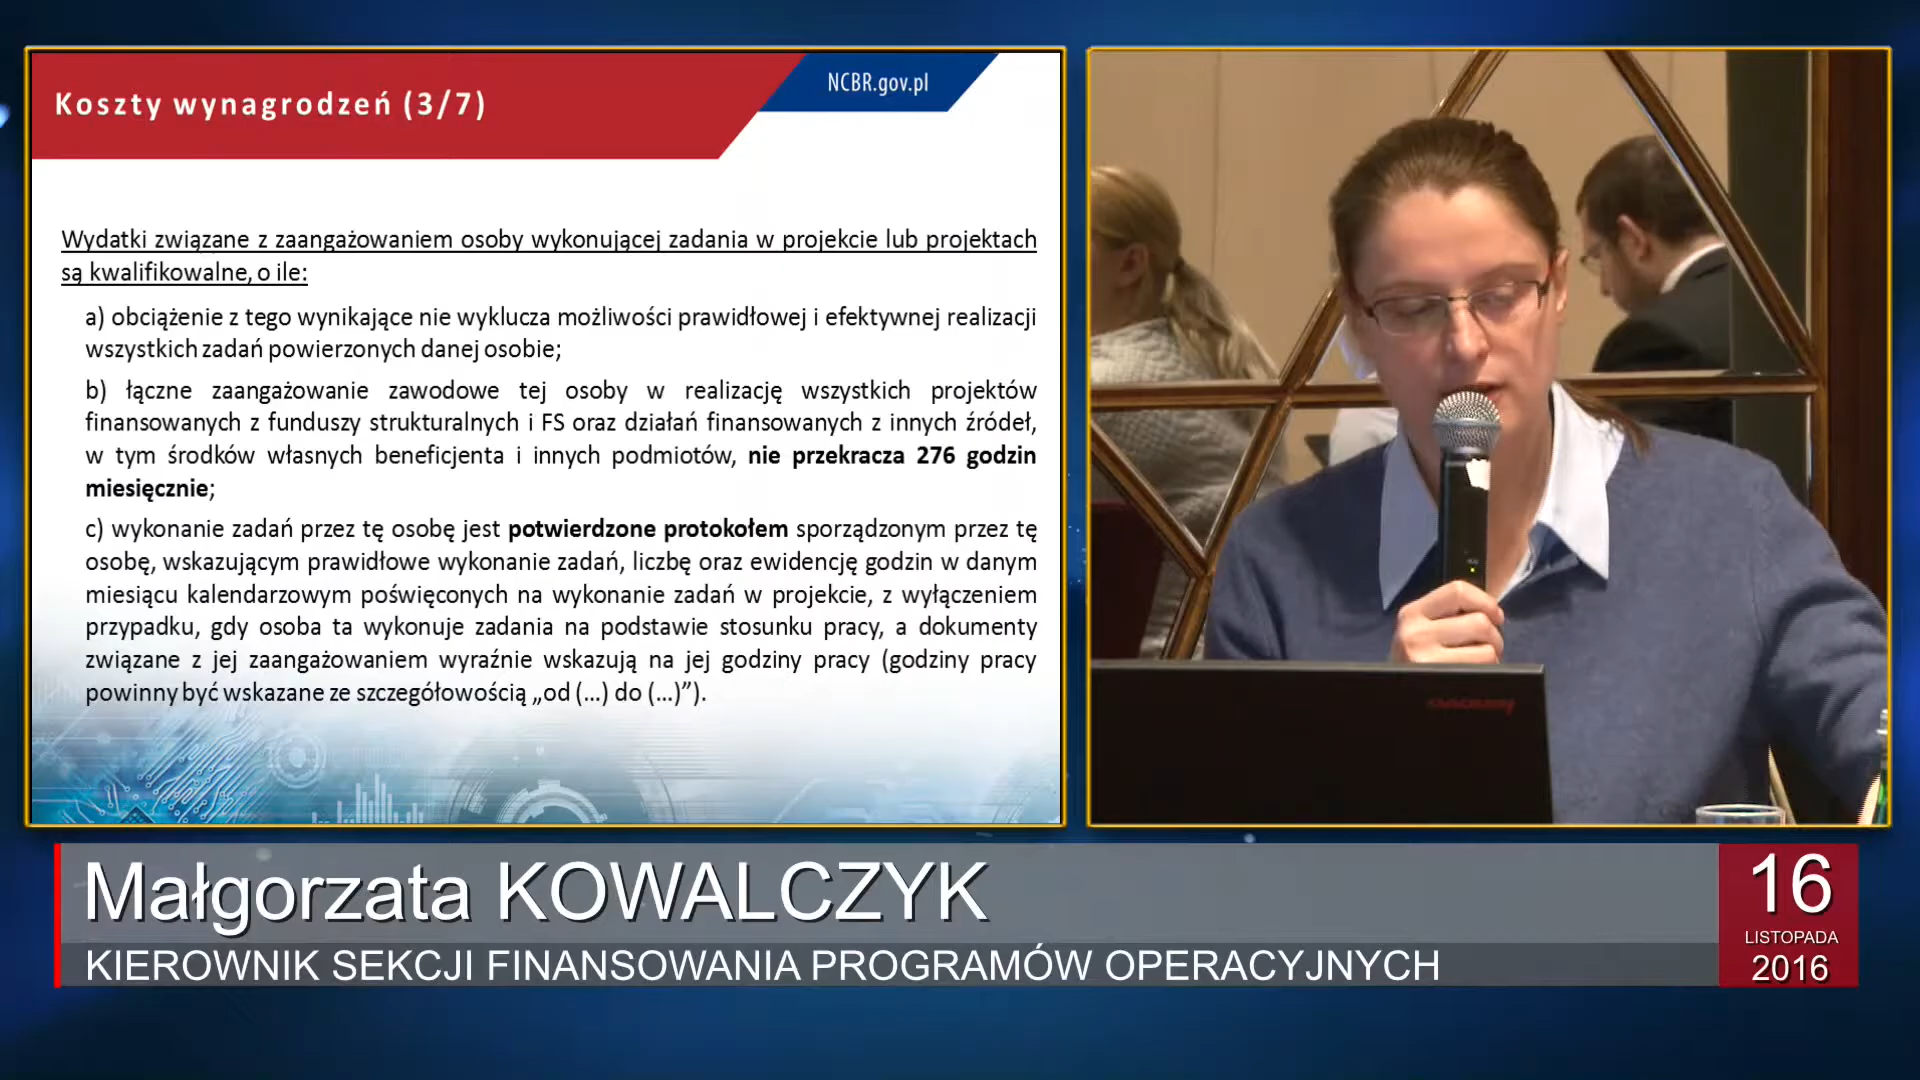 Koszty wynagrodzeń (3/7)
NCBR.gov.pl
Wydatki związane z zaangażowaniem osoby wykonującej zadania w projekcie lub projektach
są kwalifikowalne, o ile:
a) obciążenie z tego wynikające nie wyklucza możliwości prawidłowej i efektywnej realizacji
wszystkich zadań powierzonych danej osobie;
b) łączne zaangażowanie zawodowe tej osoby w realizację wszystkich projektów
finansowanych z funduszy strukturalnych i FS oraz działań finansowanych z innych źródeł,
w tym środków własnych beneficjenta i innych podmiotów, nie przekracza 276 godzin
miesięcznie;
c) wykonanie zadań przez tę osobę jest potwierdzone protokołem sporządzonym przez tę
osobę, wskazującym prawidłowe wykonanie zadań, liczbę oraz ewidencję godzin w danym
miesiącu kalendarzowym poświęconych na wykonanie zadań w projekcie, z wyłączeniem
przypadku, gdy osoba ta wykonuje zadania na podstawie stosunku pracy, a dokumenty
związane z jej zaangażowaniem wyraźnie wskazują na jej godziny pracy (godziny pracy
powinny być wskazane ze szczegółowością „od (...) do (...)”).
Małgorzata KOWALCZYK
KIEROWNIK SEKCJI FINANSOWANIA PROGRAMÓW OPERACYJNYCH
16
LISTOPADA
2016